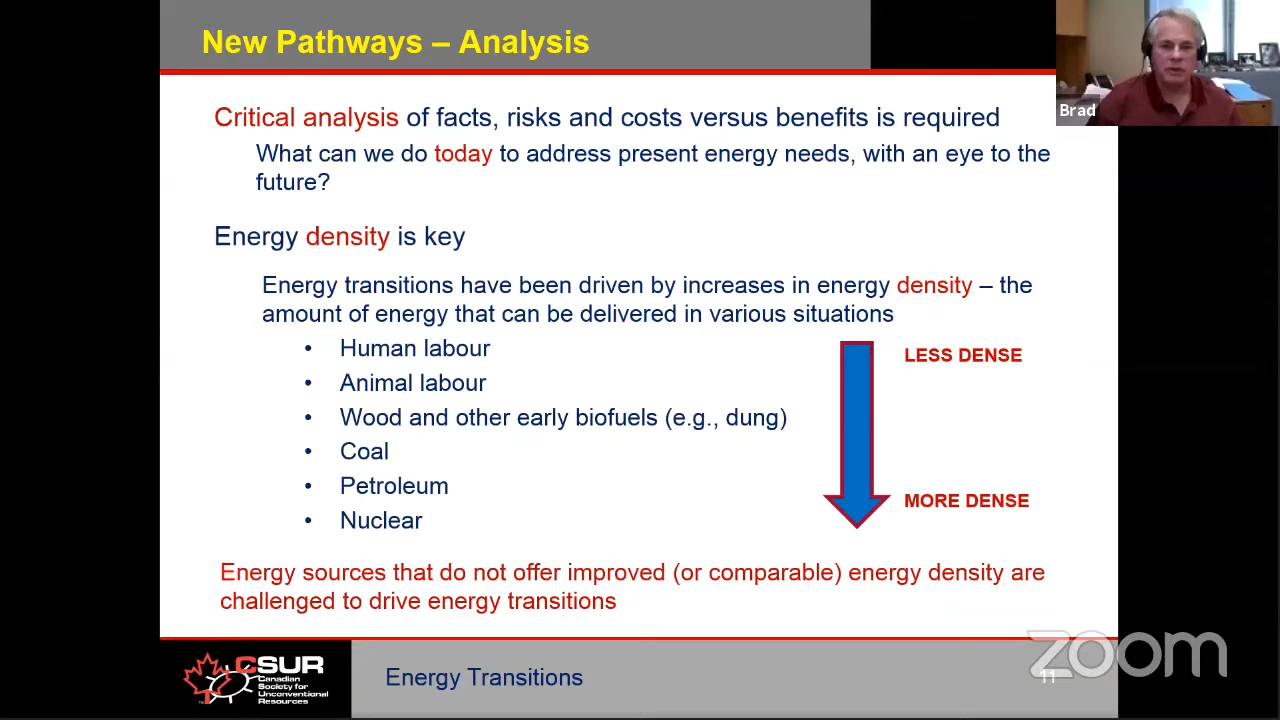 New Pathways – Analysis
Brad
Critical analysis of facts, risks and costs versus benefits is required
What can we do today to address present energy needs, with an eye to the
future?
Energy density is key
Energy transitions have been driven by increases in energy density – the
amount of energy that can be delivered in various situations
• Human labour
LESS DENSE
• Animal labour
• Wood and other early biofuels (e.g., dung)
• Coal
• Petroleum
MORE DENSE
• Nuclear
Energy sources that do not offer improved (or comparable) energy density are
challenged to drive energy transitions
CSUR
Canadian
Society for
Unconventional
Resources
™
Energy Transitions
11
zoom